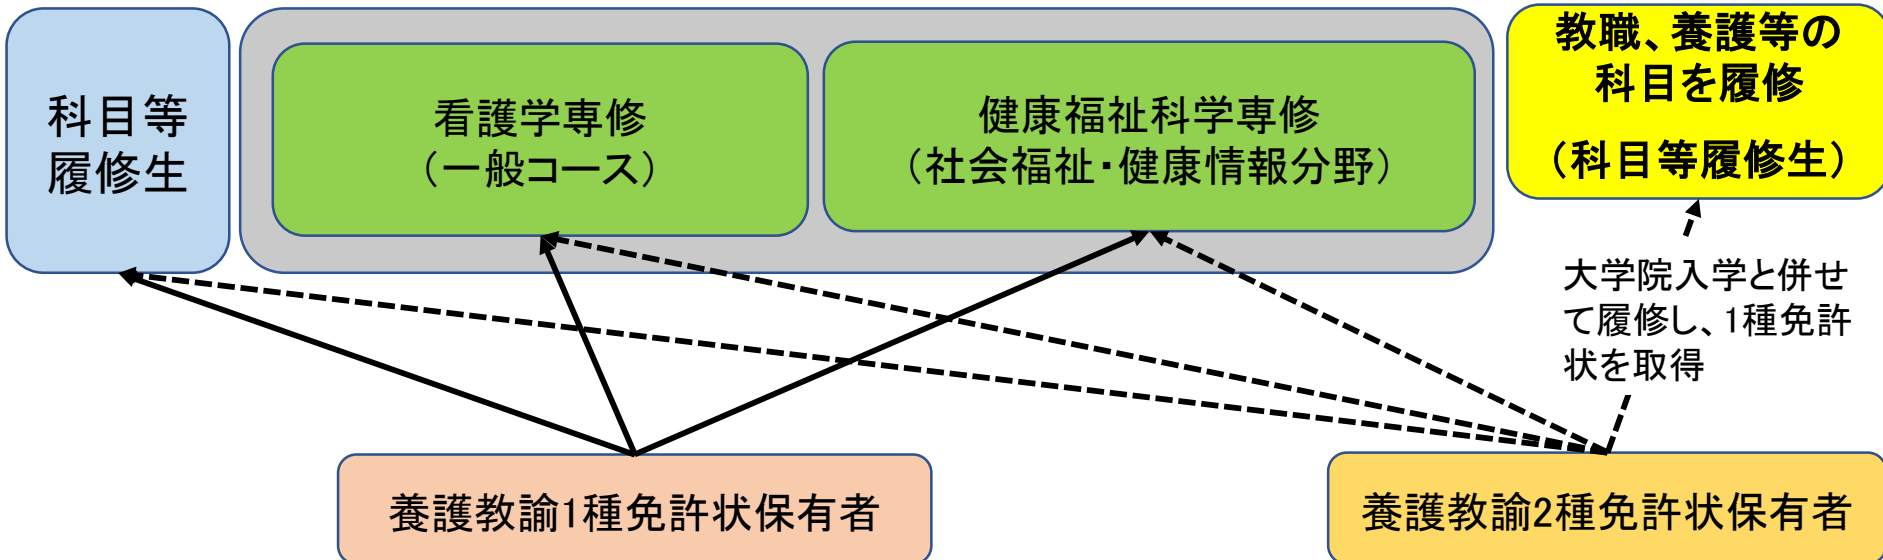 科目等
履修生
看護学専修
（一般コース）
健康福祉科学専修
（社会福祉・健康情報分野）
教職、養護等の
科目を履修
（科目等履修生）
大学院入学と併せ
て履修し、1種免許
状を取得
養護教諭1種免許状保有者
養護教諭2種免許状保有者